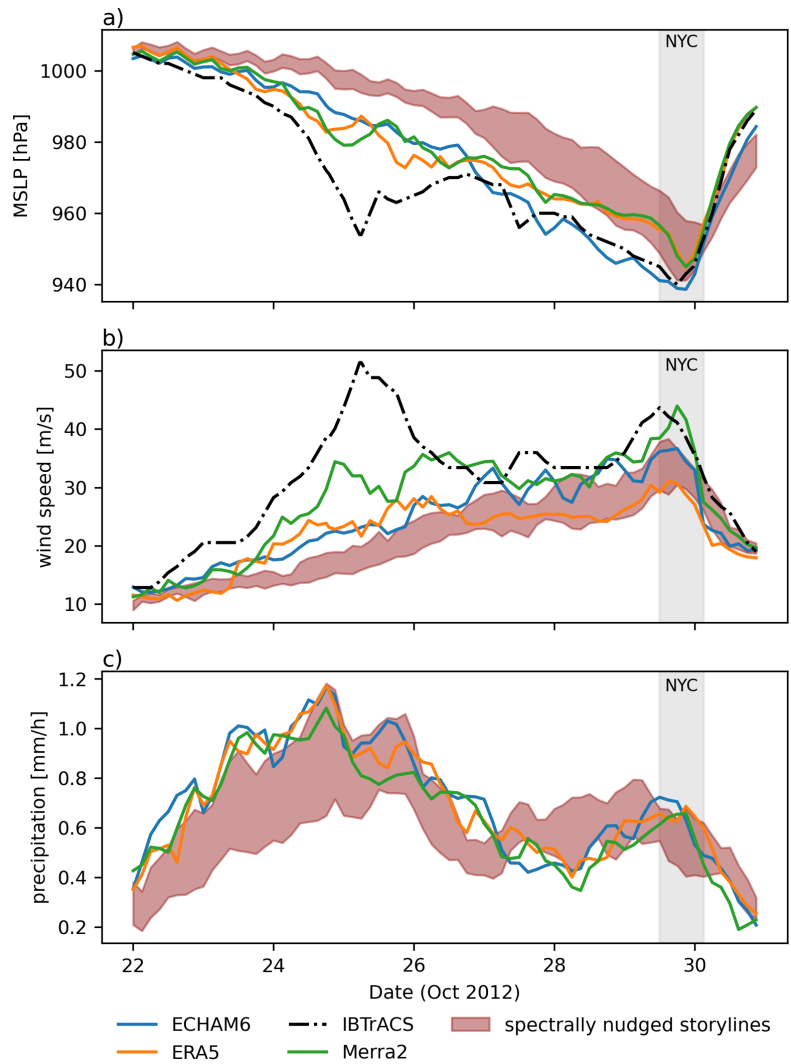 a)
NYC
1000
980
960
940
MSLP [hPa]
b)
NYC
50
40
30
20
10
wind speed [m/s]
c)
NYC
1.2
1.0
0.8
0.6
0.4
0.2
precipitation [mm/h]
22 24 26 28 30
Date (Oct 2012)
ECHAM6 IBTrACS spectrally nudged storylines
ERA5 Merra2